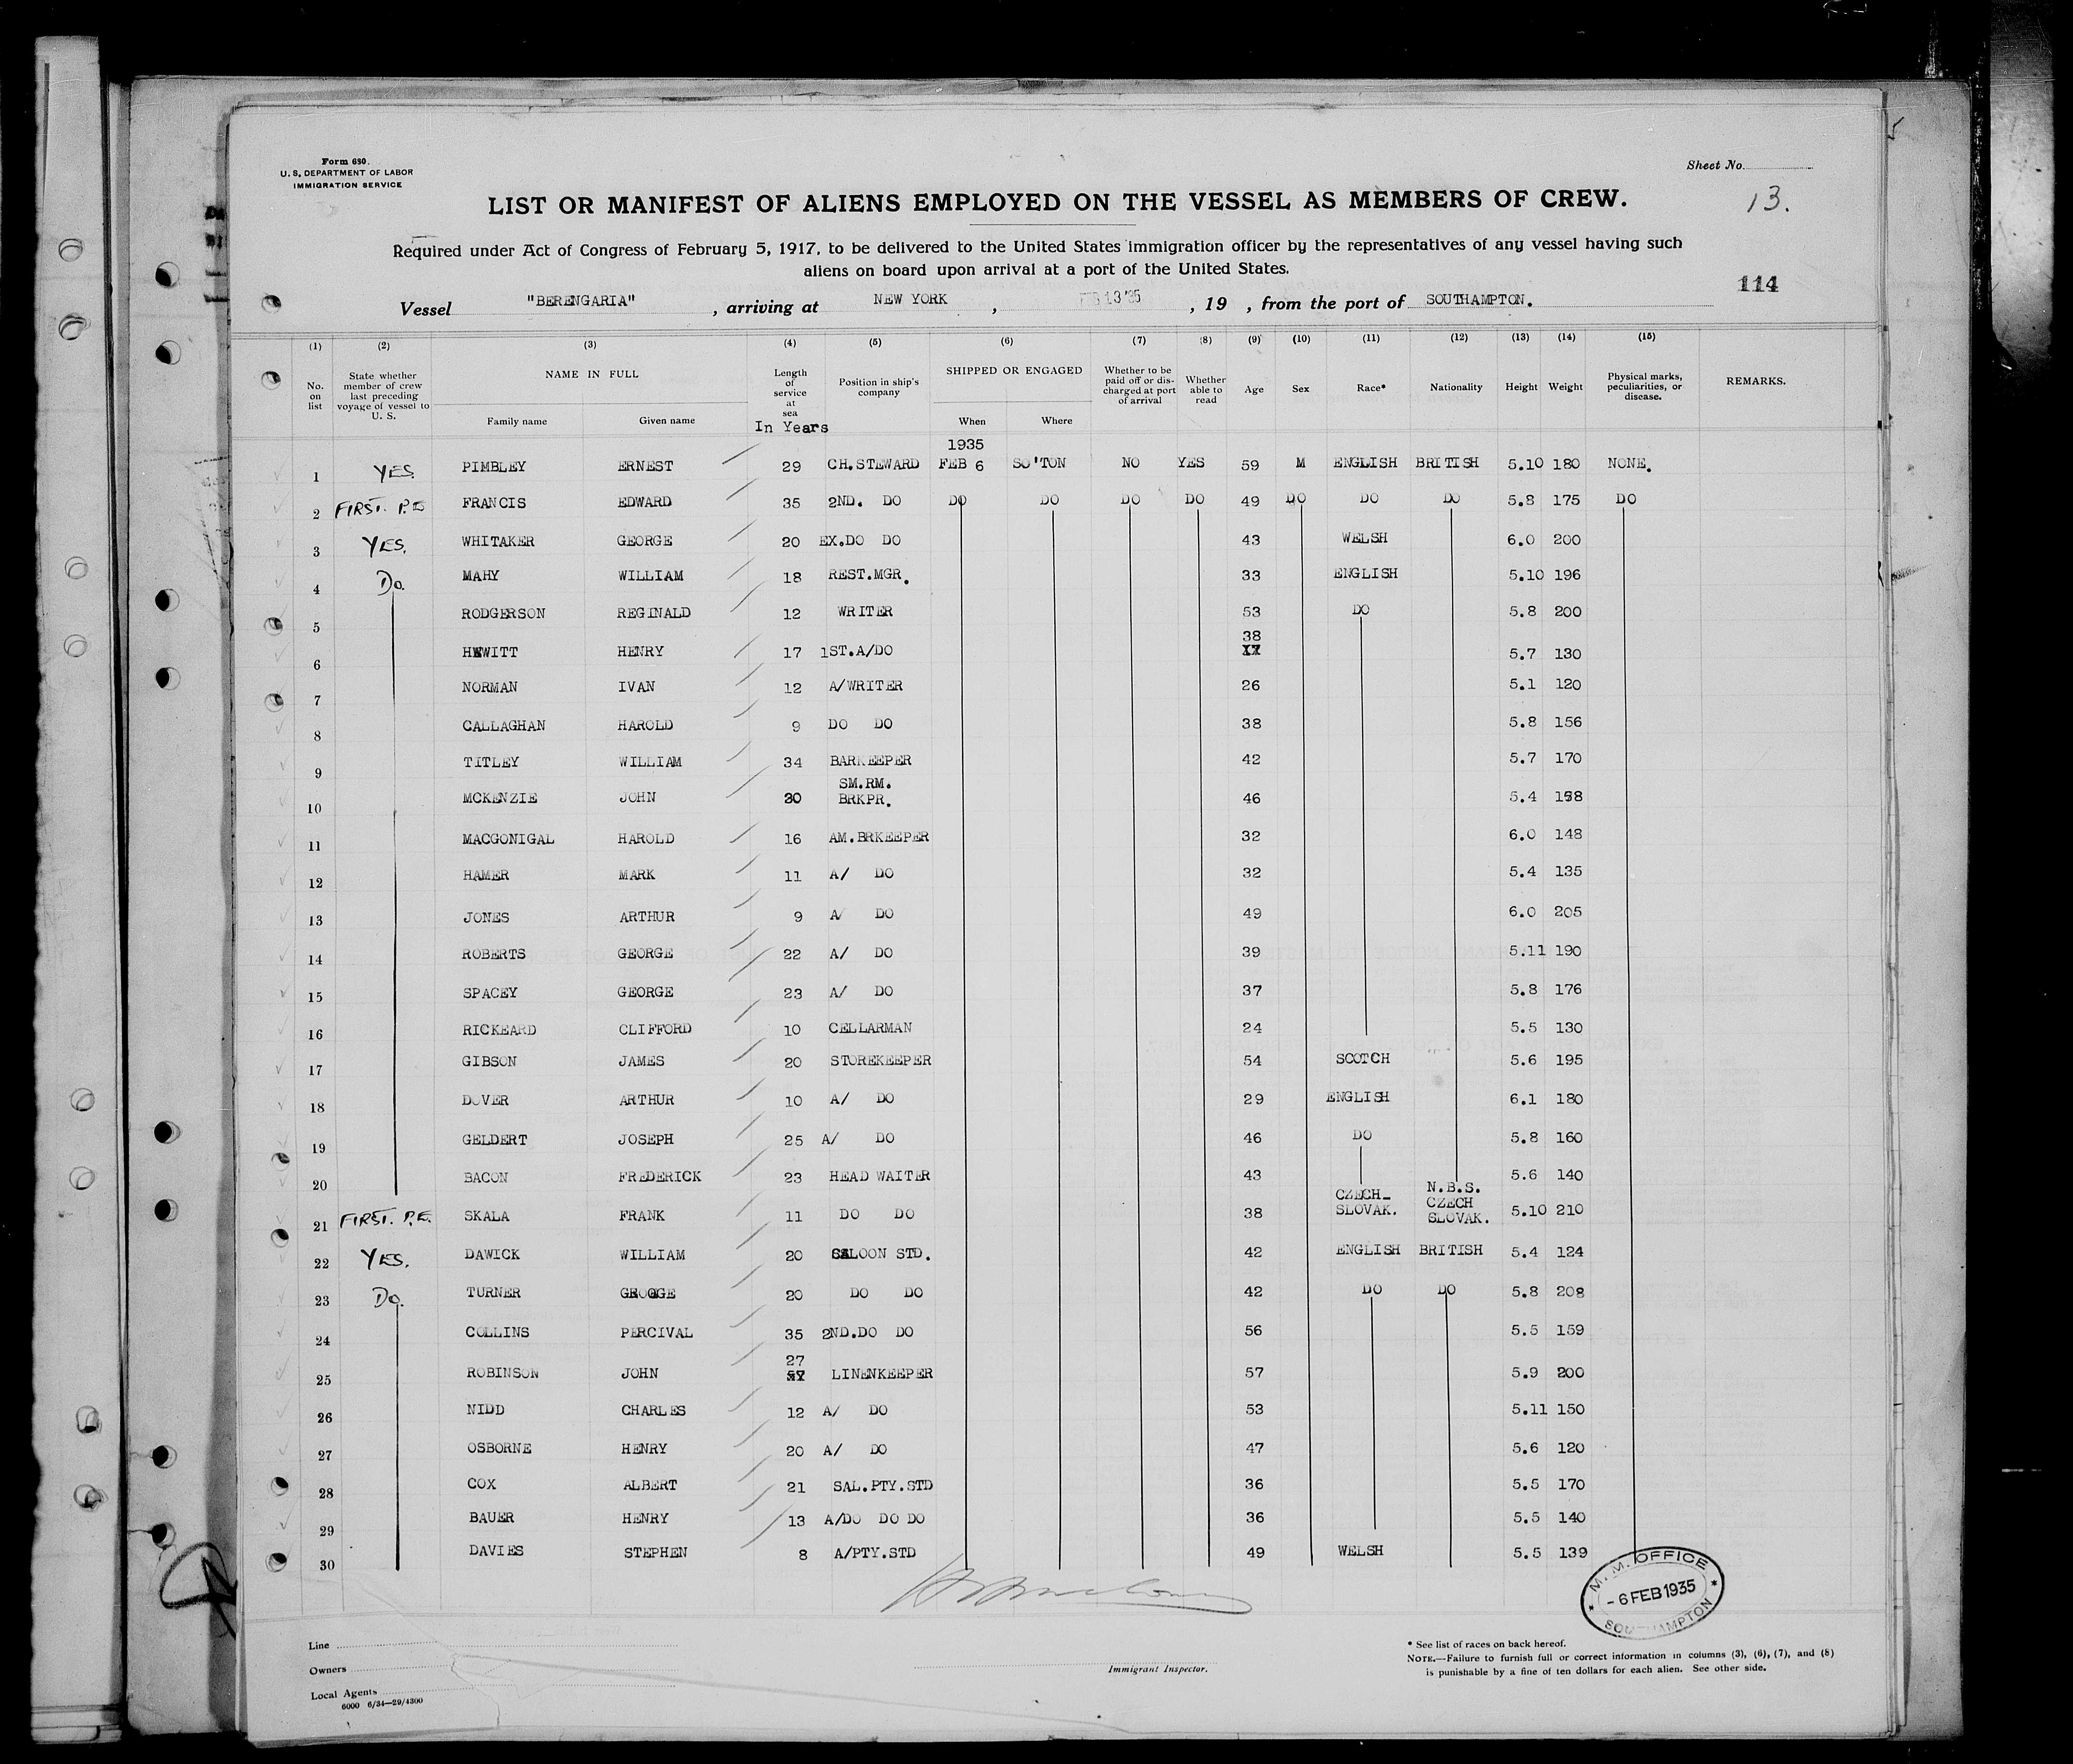 Form 680.
U. S. DEPARTMENT OF LABOR
IMMIGRATION SERVICE
Sheet No.
13.
LIST OR MANIFEST OF ALIENS EMPLOYED ON THE VESSEL AS MEMBERS OF CREW.
Required under Act of Congress of February 5, 1917, to be delivered to the United States immigration officer by the representatives of any vessel having such
aliens on board upon arrival at a port of the United States.
114
Vessel "BERENGARIA" , arriving at NEW YORK , FEB 13 '35 , 19 , from the port of SOUTHAMPTON.
(1) (2) (3) (4) (5) (6) (7) (8) (9) (10) (11) (12) (13) (14) (15)
No. on list State whether member of crew last preceding voyage of vessel to U. S. NAME IN FULL Family name Given name Length of service at sea In Years Position in ship's company SHIPPED OR ENGAGED When Where Whether to be paid off or discharged at port of arrival Whether able to read Age Sex Race* Nationality Height Weight Physical marks, peculiarities, or disease. REMARKS.
1935
1 YES. PIMBLEY ERNEST 29 CH.STEWARD FEB 6 SO'TON NO YES 59 M ENGLISH BRITISH 5.10 180 NONE.
2 FIRST. P.E FRANCIS EDWARD 35 2ND. DO DO DO DO DO 49 DO DO DO 5.8 175 DO
3 YES. WHITAKER GEORGE 20 EX.DO DO 43 WELSH 6.0 200
4 Do. MAHY WILLIAM 18 REST.MGR. 33 ENGLISH 5.10 196
5 RODGERSON REGINALD 12 WRITER 53 DO 5.8 200
38
6 HEWITT HENRY 17 1ST.A/DO 5.7 130
7 NORMAN IVAN 12 A/WRITER 26 5.1 120
8 CALLAGHAN HAROLD 9 DO DO 38 5.8 156
9 TITLEY WILLIAM 34 BARKEEPER 42 5.7 170
SM.RM.
10 MCKENZIE JOHN 30 BRKPR. 46 5.4 158
11 MACGONIGAL HAROLD 16 AM.BRKEEPER 32 6.0 148
12 HAMER MARK 11 A/ DO 32 5.4 135
13 JONES ARTHUR 9 A/ DO 49 6.0 205
14 ROBERTS GEORGE 22 A/ DO 39 5.11 190
15 SPACEY GEORGE 23 A/ DO 37 5.8 176
16 RICKEARD CLIFFORD 10 CELLARMAN 24 5.5 130
17 GIBSON JAMES 20 STOREKEEPER 54 SCOTCH 5.6 195
18 DOVER ARTHUR 10 A/ DO 29 ENGLISH 6.1 180
19 GELDERT JOSEPH 25 A/ DO 46 DO 5.8 160
20 BACON FREDERICK 23 HEAD WAITER 43 5.6 140
N.B.S.
21 FIRST. P.E. SKALA FRANK 11 DO DO 38 CZECH-SLOVAK. CZECH SLOVAK. 5.10 210
22 YES. DAWICK WILLIAM 20 SALOON STD. 42 ENGLISH BRITISH 5.4 124
23 Do. TURNER GEOGGE 20 DO DO 42 DO DO 5.8 208
24 COLLINS PERCIVAL 35 2ND.DO DO 56 5.5 159
27
25 ROBINSON JOHN LINENKEEPER 57 5.9 200
26 NIDD CHARLES 12 A/ DO 53 5.11 150
27 OSBORNE HENRY 20 A/ DO 47 5.6 120
28 COX ALBERT 21 SAL.PTY.STD 36 5.5 170
29 BAUER HENRY 13 A/DO DO DO 36 5.5 140
30 DAVIES STEPHEN 8 A/PTY.STD 49 WELSH 5.5 139
M. M. OFFICE
- 6 FEB 1935
SOUTHAMPTON
Line
Owners
Local Agents
6000 6/34—29/4300
Immigrant Inspector.
* See list of races on back hereof.
NOTE.—Failure to furnish full or correct information in columns (3), (6), (7), and (8)
is punishable by a fine of ten dollars for each alien. See other side.